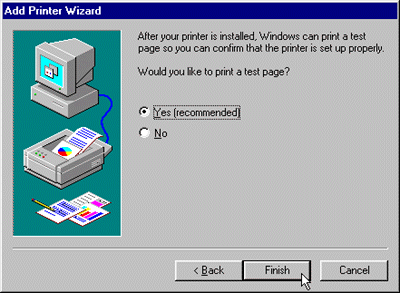 Add Printer Wizard
After your printer is installed, Windows can print a test
page so you can confirm that the printer is set up properly.
Would you like to print a test page?
Yes (recommended)
No
< Back
Finish
Cancel